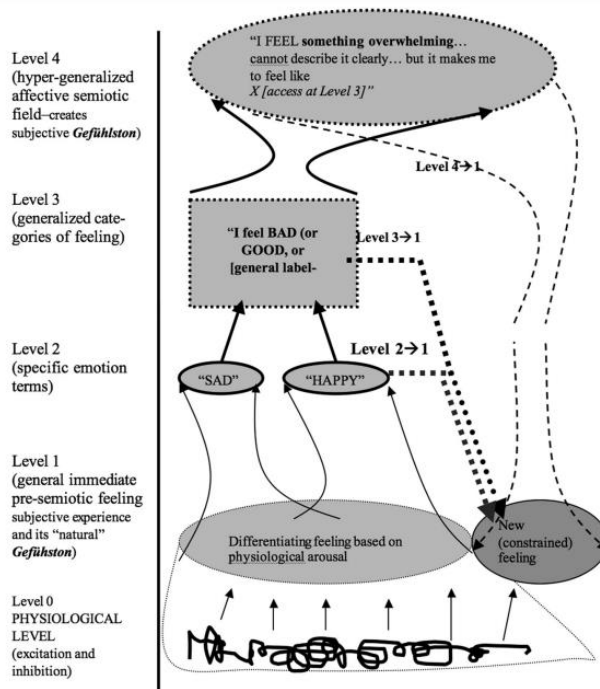 Level 4
(hyper-generalized
affective semiotic
field–creates
subjective Gefühlston)
“I FEEL something overwhelming…
cannot describe it clearly… but it makes me
to feel like
X [access at Level 3]”
Level 4→1
Level 3
(generalized cate-
gories of feeling)
“I feel BAD (or
GOOD, or
[general label-
Level 3→1
Level 2
(specific emotion
terms)
Level 2→1
“SAD”
“HAPPY”
Level 1
(general immediate
pre-semiotic feeling
subjective experience
and its “natural”
Gefühston)
Differentiating feeling based on
physiological arousal
New
(constrained)
feeling
Level 0
PHYSIOLOGICAL
LEVEL
(excitation and
inhibition)